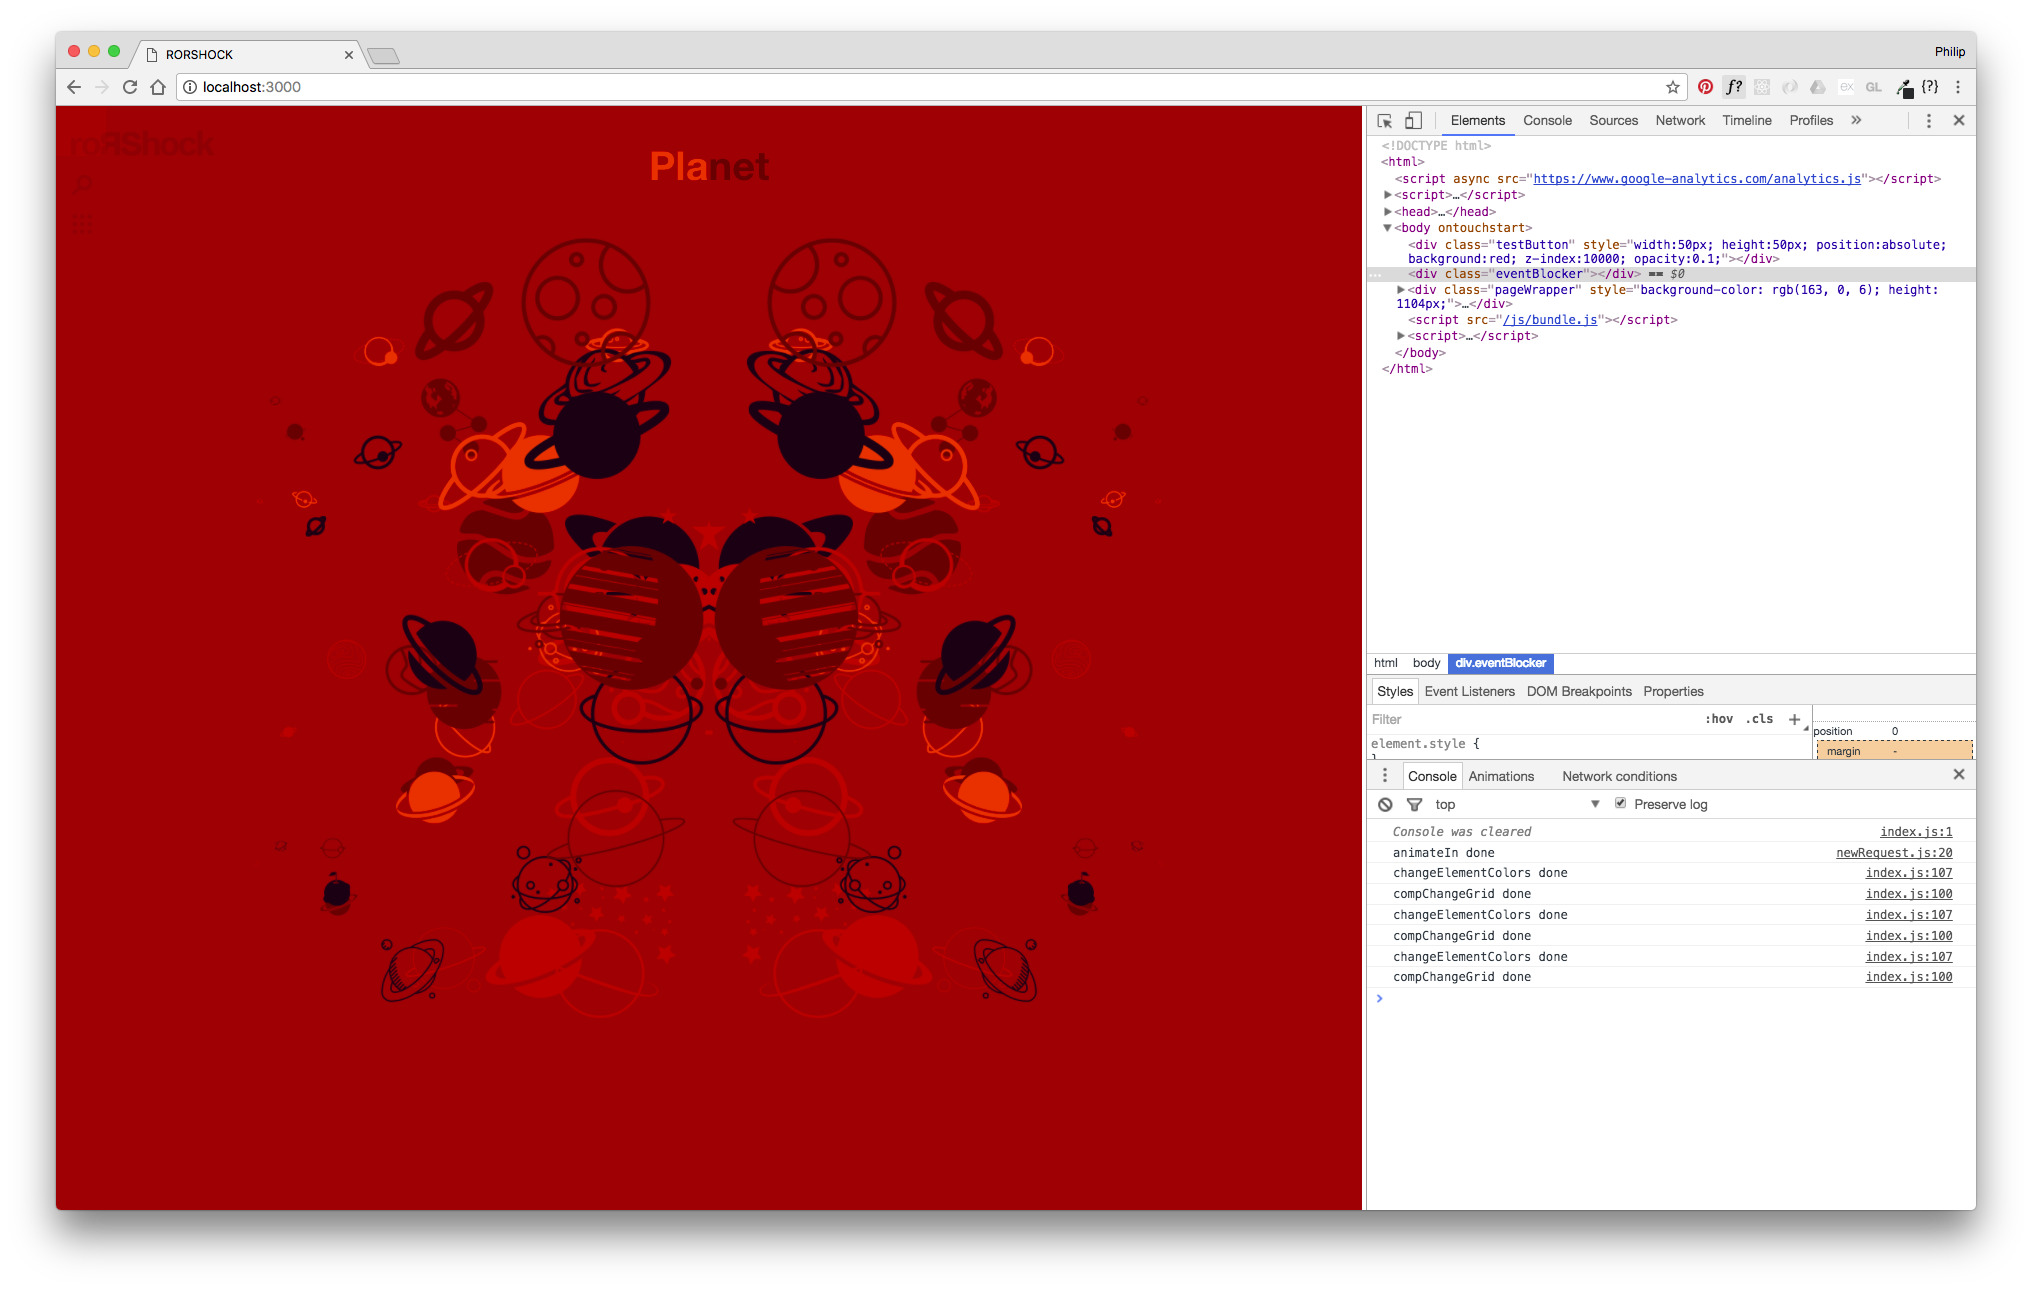 RORSHOCK
Philip
localhost:3000
f?
ex
GL
{?}
roRShock
Planet
Elements Console Sources Network Timeline Profiles »
<!DOCTYPE html>
<html>
<script async src="https://www.google-analytics.com/analytics.js"></script>
<script>…</script>
<head>…</head>
<body ontouchstart>
<div class="testButton" style="width:50px; height:50px; position:absolute;
background:red; z-index:10000; opacity:0.1;"></div>
<div class="eventBlocker"></div> == $0
<div class="pageWrapper" style="background-color: rgb(163, 0, 6); height:
1104px;">…</div>
<script src="/js/bundle.js"></script>
<script>…</script>
</body>
</html>
html body div.eventBlocker
Styles Event Listeners DOM Breakpoints Properties
Filter :hov .cls +
element.style {
}
position 0
margin -
Console Animations Network conditions
top Preserve log
Console was cleared index.js:1
animateIn done newRequest.js:20
changeElementColors done index.js:107
compChangeGrid done index.js:100
changeElementColors done index.js:107
compChangeGrid done index.js:100
changeElementColors done index.js:107
compChangeGrid done index.js:100